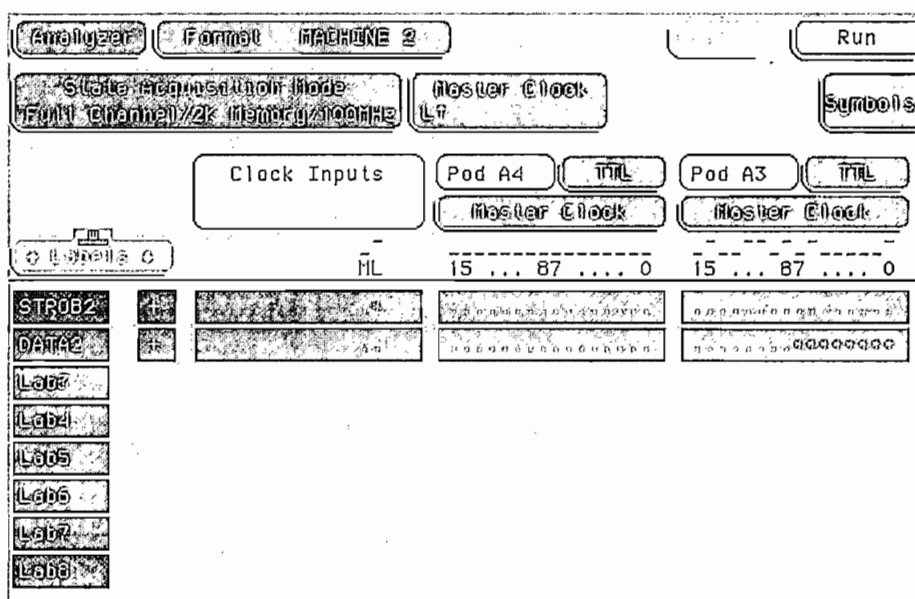 Analyzer Format MACHINE 2 Run
State Acquisition Mode
Full Channel/2K Memory/100MHz
Master Clock
L↑
Symbols
Clock Inputs
Pod A4 TTL Pod A3 TTL
Master Clock Master Clock
Labels
ML 15 ... 87 .... 0 15 ... 87 .... 0
STROB2 +
DATA2 +
Lab3
Lab4
Lab5
Lab6
Lab7
Lab8